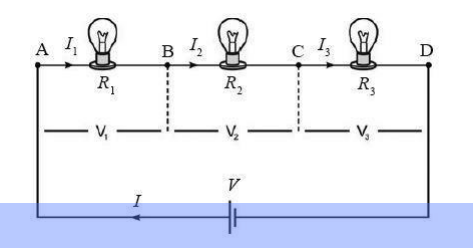 A I₁ B I₂ C I₃ D
R₁ R₂ R₃
V₁ V₂ V₃
V
I